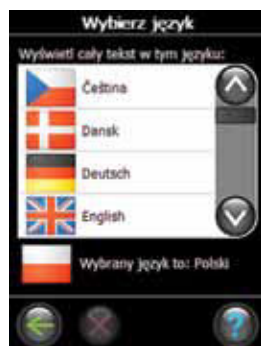 Wybierz język
Wyświetl cały tekst w tym języku:
Čeština
Dansk
Deutsch
English
Wybrany język to: Polski
?